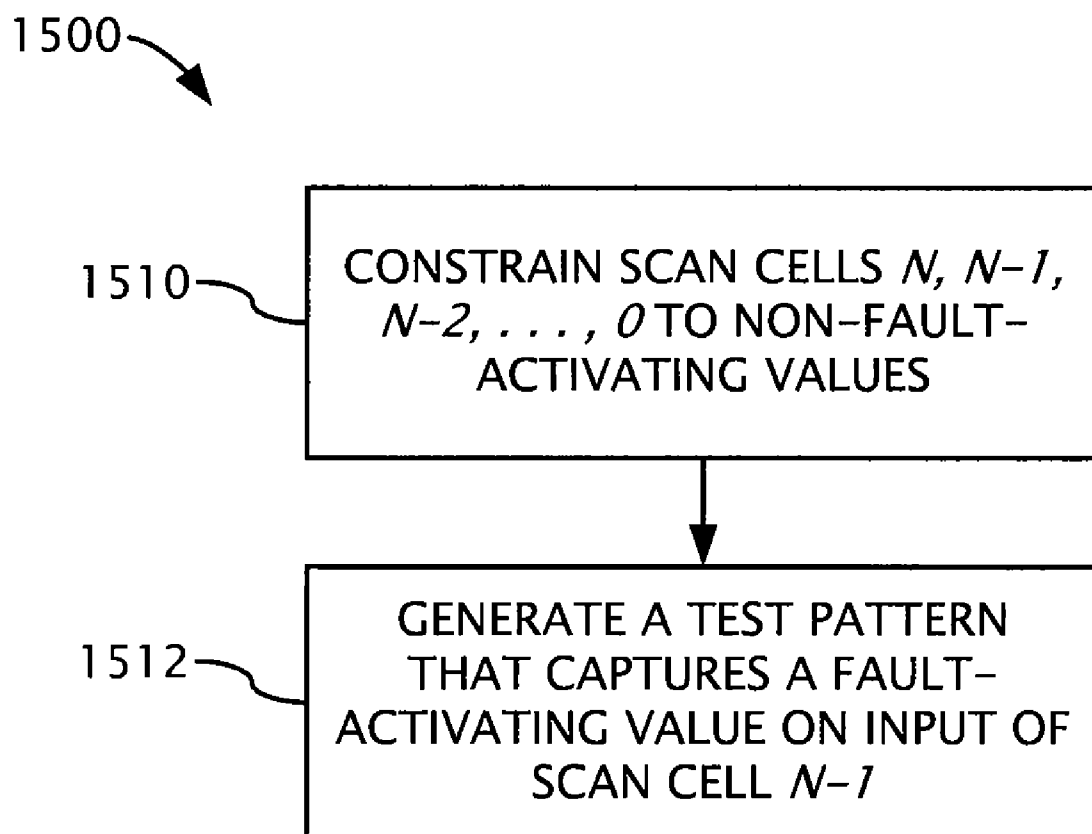 1500
1510
CONSTRAIN SCAN CELLS N, N-1,
N-2, . . . , 0 TO NON-FAULT-
ACTIVATING VALUES
1512
GENERATE A TEST PATTERN
THAT CAPTURES A FAULT-
ACTIVATING VALUE ON INPUT OF
SCAN CELL N-1